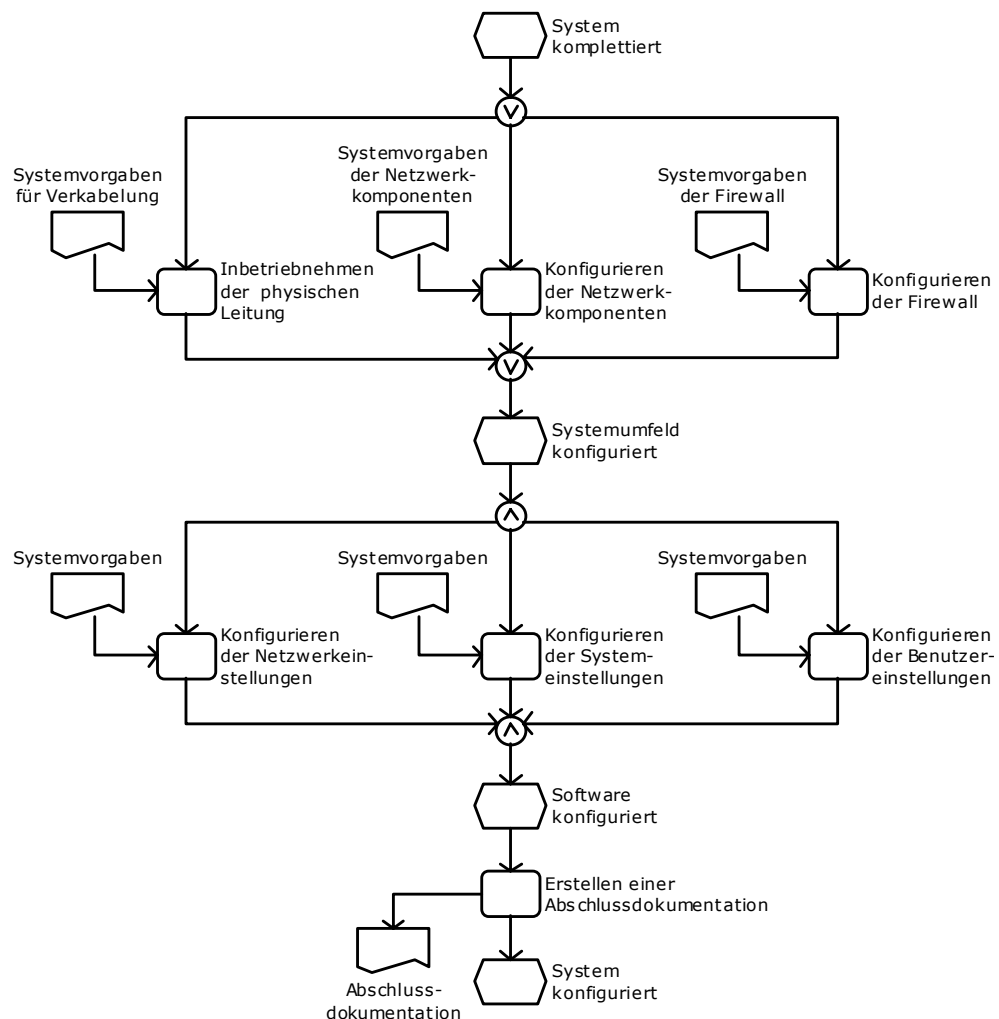 System
komplettiert
Systemvorgaben
für Verkabelung
Systemvorgaben
der Netzwerk-
komponenten
Systemvorgaben
der Firewall
Inbetriebnehmen
der physischen
Leitung
Konfigurieren
der Netzwerk-
komponenten
Konfigurieren
der Firewall
Systemumfeld
konfiguriert
Systemvorgaben
Systemvorgaben
Systemvorgaben
Konfigurieren
der Netzwerkein-
stellungen
Konfigurieren
der System-
einstellungen
Konfigurieren
der Benutzer-
einstellungen
Software
konfiguriert
Erstellen einer
Abschlussdokumentation
Abschluss-
dokumentation
System
konfiguriert